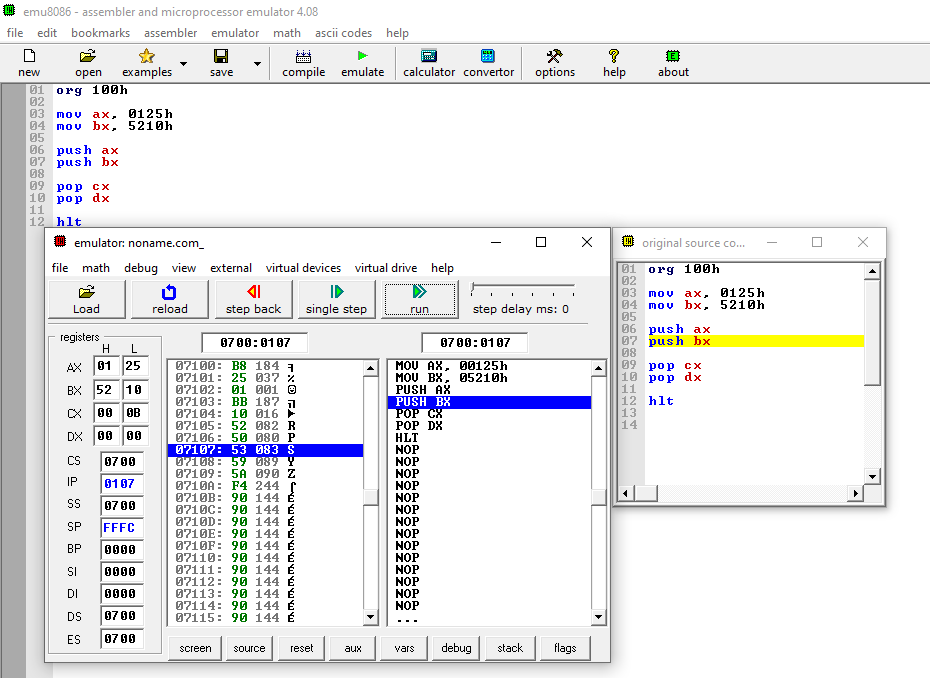 emu8086 - assembler and microprocessor emulator 4.08
file edit bookmarks assembler emulator math ascii codes help
new open examples save compile emulate calculator convertor options help about
01 org 100h
02
03 mov ax, 0125h
04 mov bx, 5210h
05
06 push ax
07 push bx
08
09 pop cx
10 pop dx
11
12 hlt
emulator: noname.com_
file math debug view external virtual devices virtual drive help
Load reload step back single step run step delay ms: 0
registers
H L
AX 01 25
BX 52 10
CX 00 0B
DX 00 00
CS 0700
IP 0107
SS 0700
SP FFFC
BP 0000
SI 0000
DI 0000
DS 0700
ES 0700
0700:0107
07100: B8 184 ╕
07101: 25 037 %
07102: 01 001 ☺
07103: BB 187 ╗
07104: 10 016 ►
07105: 52 082 R
07106: 50 080 P
07107: 53 083 S
07108: 59 089 Y
07109: 5A 090 Z
0710A: F4 244 ⌠
0710B: 90 144 É
0710C: 90 144 É
0710D: 90 144 É
0710E: 90 144 É
0710F: 90 144 É
07110: 90 144 É
07111: 90 144 É
07112: 90 144 É
07113: 90 144 É
07114: 90 144 É
07115: 90 144 É
0700:0107
MOV AX, 00125h
MOV BX, 05210h
PUSH AX
PUSH BX
POP CX
POP DX
HLT
NOP
NOP
NOP
NOP
NOP
NOP
NOP
NOP
NOP
NOP
NOP
NOP
NOP
NOP
...
screen source reset aux vars debug stack flags
original source co...
01 org 100h
02
03 mov ax, 0125h
04 mov bx, 5210h
05
06 push ax
07 push bx
08
09 pop cx
10 pop dx
11
12 hlt
13
14